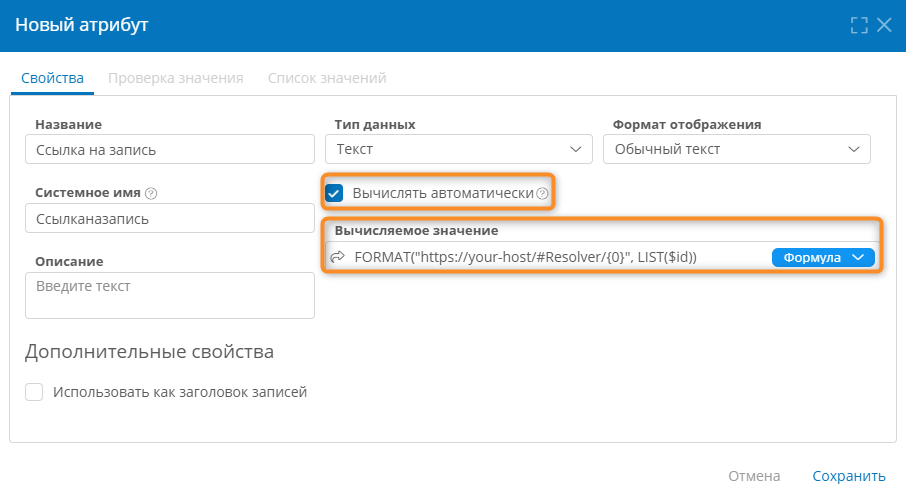 Новый атрибут
Свойства Проверка значения Список значений
Название Тип данных Формат отображения
Ссылка на запись Текст Обычный текст
Системное имя Вычислять автоматически
Ссылканазапись
Вычисляемое значение
FORMAT("https://your-host/#Resolver/{0}", LIST($id)) Формула
Описание
Введите текст
Дополнительные свойства
Использовать как заголовок записей
Отмена Сохранить